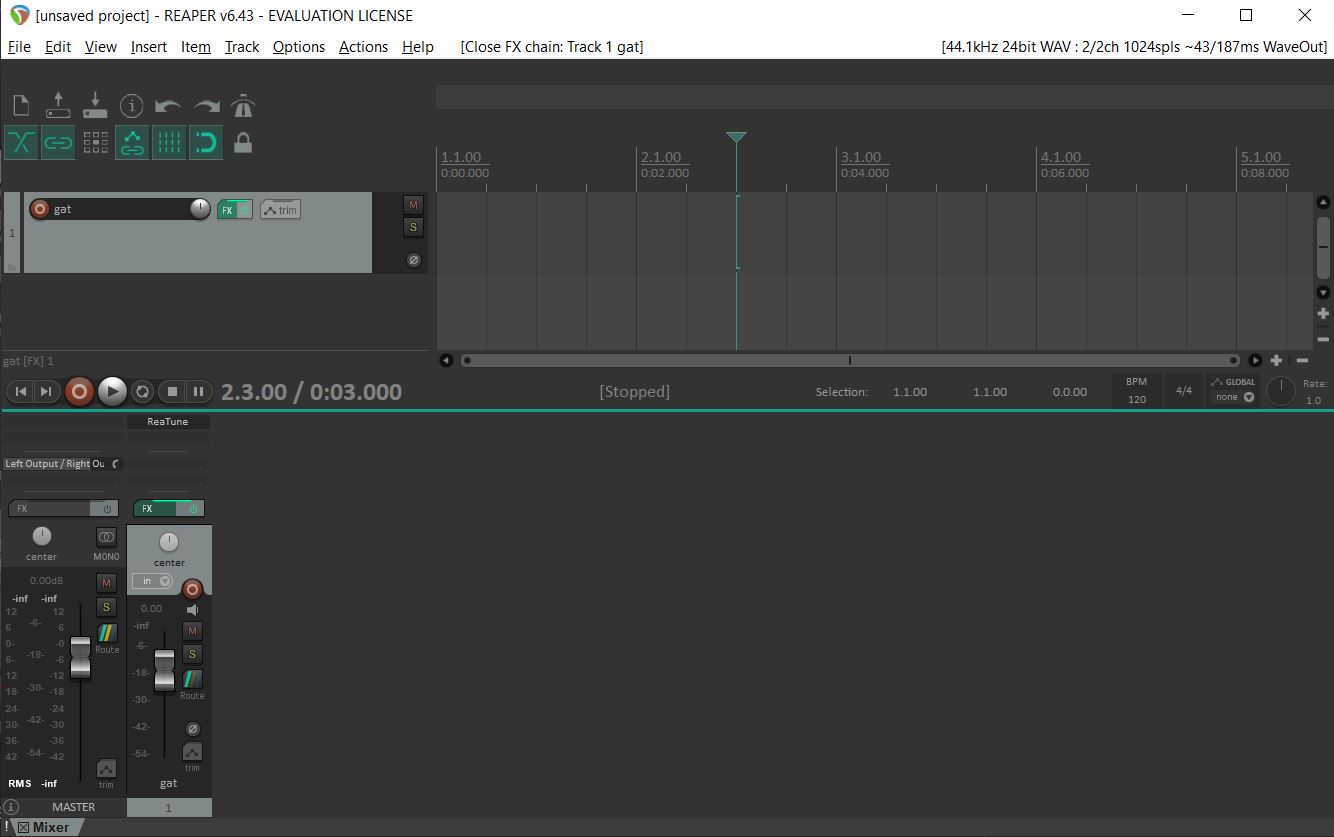 [unsaved project] - REAPER v6.43 - EVALUATION LICENSE
File Edit View Insert Item Track Options Actions Help [Close FX chain: Track 1 gat] [44.1kHz 24bit WAV : 2/2ch 1024spls ~43/187ms WaveOut]
1.1.00 2.1.00 3.1.00 4.1.00 5.1.00
0:00.000 0:02.000 0:04.000 0:06.000 0:08.000
gat FX trim M
1 S
gat [FX] 1
2.3.00 / 0:03.000 [Stopped] Selection: 1.1.00 1.1.00 0.0.00 BPM 120 4/4 GLOBAL none Rate: 1.0
ReaTune
Left Output / Right Ou
FX FX
center MONO center
in
0.00dB M 0.00
-inf -inf S -inf
12 12
6 -6- 6 M
0- -0 -6-
6- -18- -6 Route S
12- -12 -18-
18- -30- -18 Route
24- -24 -30-
30- -42- -30 -42-
36- -36
42- -54- -42 -54-
trim trim
RMS -inf gat
MASTER 1
! Mixer